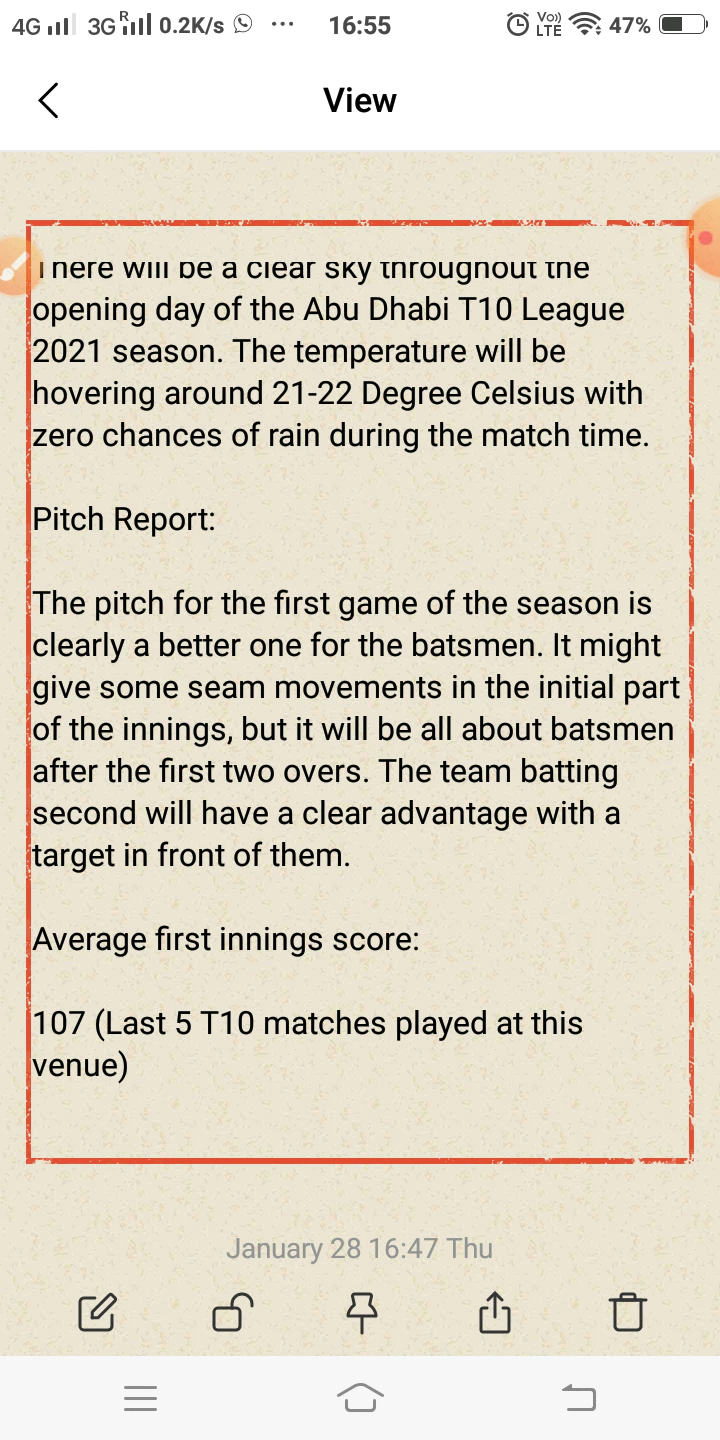 4G 3G R 0.2K/s ... 16:55 Vo)) LTE 47%
View
There will be a clear sky throughout the
opening day of the Abu Dhabi T10 League
2021 season. The temperature will be
hovering around 21-22 Degree Celsius with
zero chances of rain during the match time.
Pitch Report:
The pitch for the first game of the season is
clearly a better one for the batsmen. It might
give some seam movements in the initial part
of the innings, but it will be all about batsmen
after the first two overs. The team batting
second will have a clear advantage with a
target in front of them.
Average first innings score:
107 (Last 5 T10 matches played at this
venue)
January 28 16:47 Thu